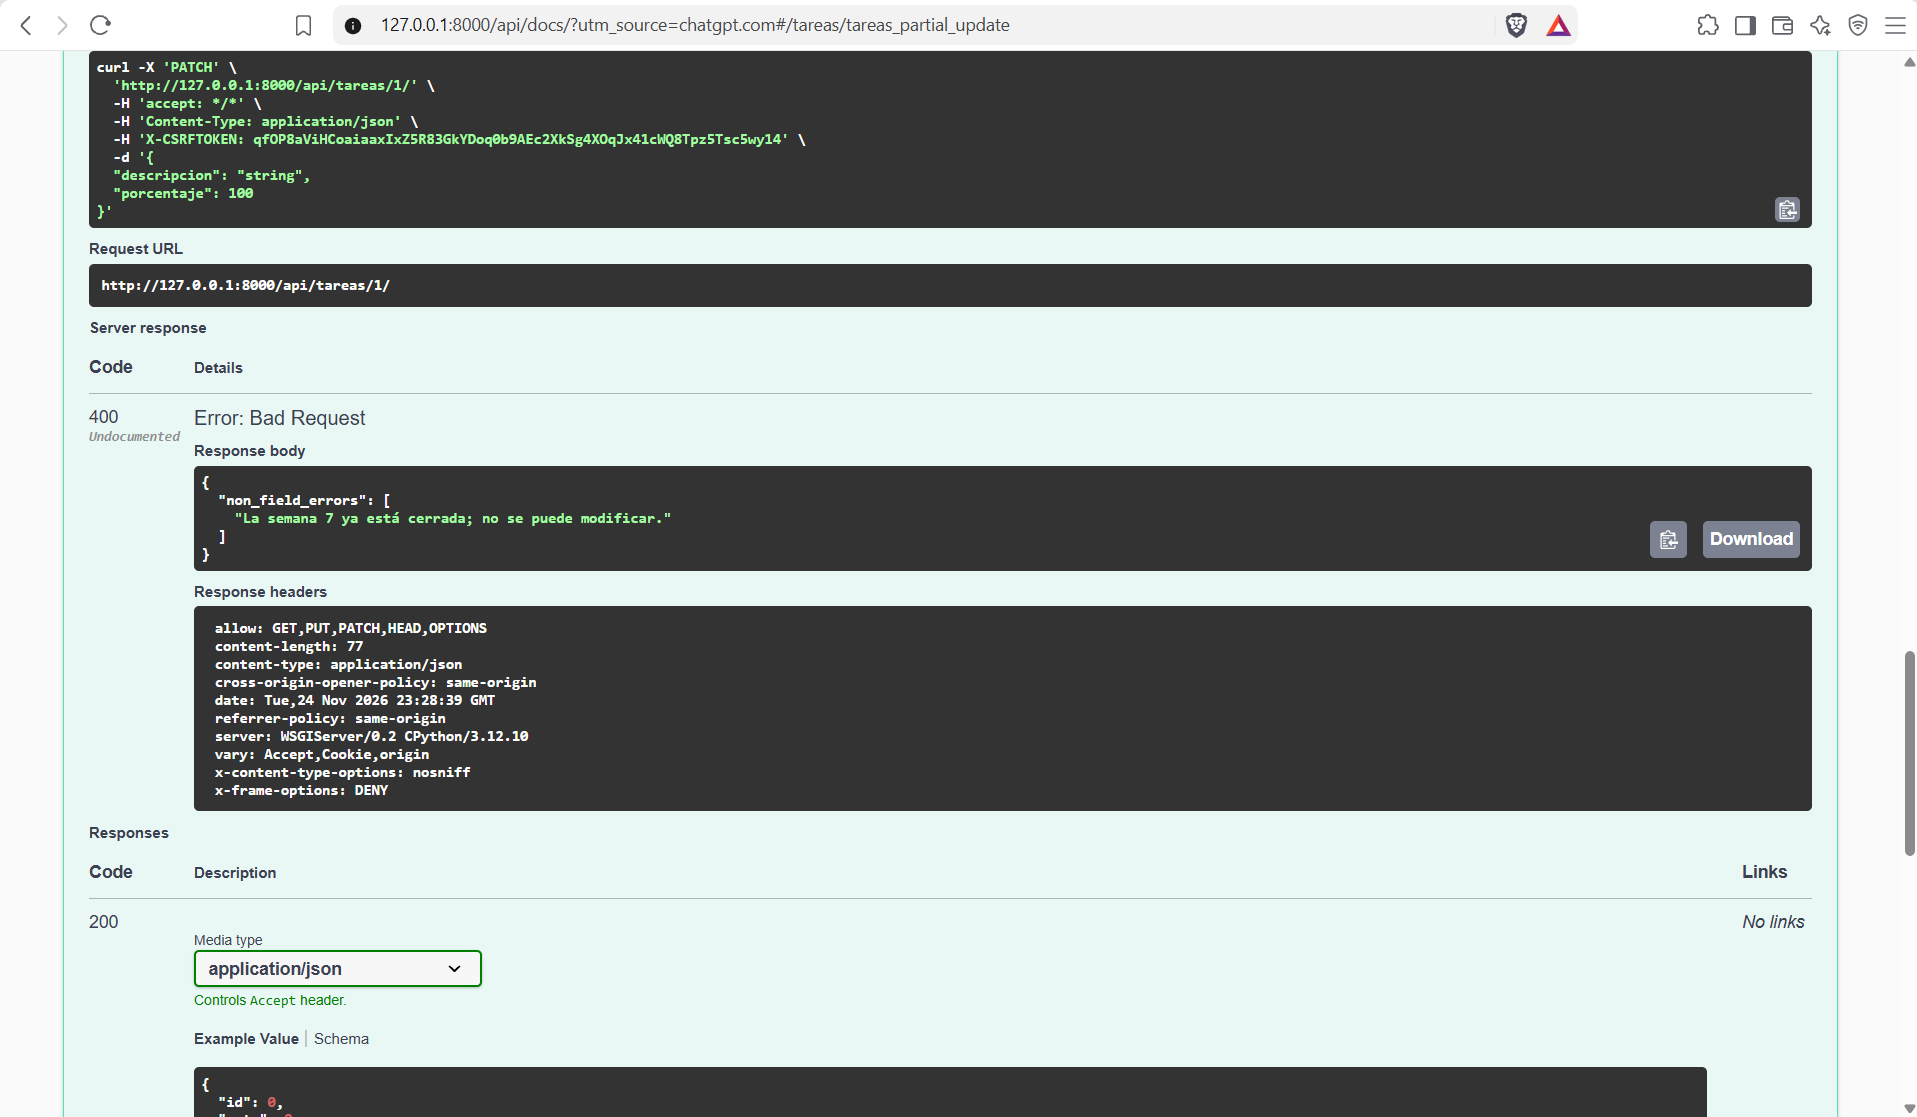 127.0.0.1:8000/api/docs/?utm_source=chatgpt.com#/tareas/tareas_partial_update
curl -X 'PATCH' \
'http://127.0.0.1:8000/api/tareas/1/' \
-H 'accept: */*' \
-H 'Content-Type: application/json' \
-H 'X-CSRFTOKEN: qfOP8aViHCoaiaaxIxZ5R83GkYDoq0b9AEc2XkSg4XOqJx41cWQ8Tpz5Tsc5wy14' \
-d '{
"descripcion": "string",
"porcentaje": 100
}'
Request URL
http://127.0.0.1:8000/api/tareas/1/
Server response
Code Details
400 Error: Bad Request
Undocumented
Response body
{
"non_field_errors": [
"La semana 7 ya está cerrada; no se puede modificar."
]
}
Download
Response headers
allow: GET,PUT,PATCH,HEAD,OPTIONS
content-length: 77
content-type: application/json
cross-origin-opener-policy: same-origin
date: Tue,24 Nov 2026 23:28:39 GMT
referrer-policy: same-origin
server: WSGIServer/0.2 CPython/3.12.10
vary: Accept,Cookie,origin
x-content-type-options: nosniff
x-frame-options: DENY
Responses
Code Description Links
200 No links
Media type
application/json
Controls Accept header.
Example Value Schema
{
"id": 0,